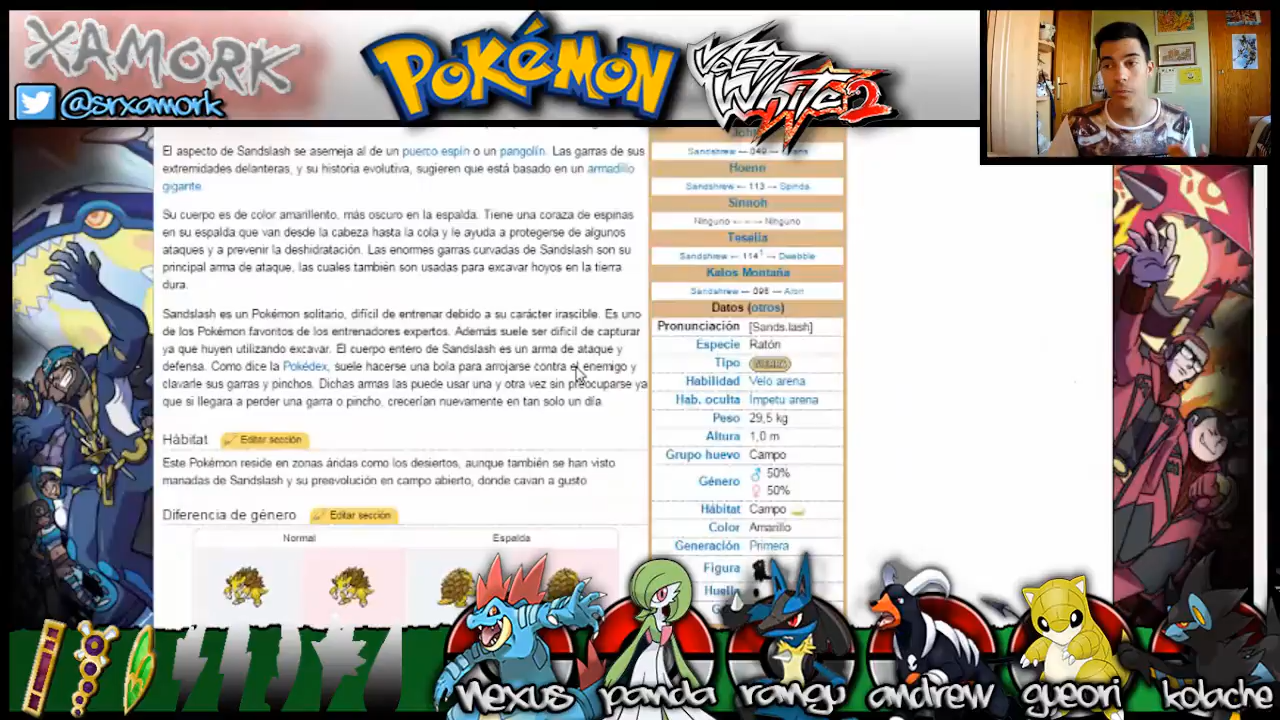 XAMORK
@srxamork
POKÉMON
Volt White 2
El aspecto de Sandslash se asemeja al de un puerco espín o un pangolín. Las garras de sus
extremidades delanteras, y su historia evolutiva, sugieren que está basado en un armadillo
gigante.
Su cuerpo es de color amarillento, más oscuro en la espalda. Tiene una coraza de espinas
en su espalda que van desde la cabeza hasta la cola y le ayuda a protegerse de algunos
ataques y a prevenir la deshidratación. Las enormes garras curvadas de Sandslash son su
principal arma de ataque, las cuales también son usadas para excavar hoyos en la tierra
dura.
Sandslash es un Pokémon solitario, difícil de entrenar debido a su carácter irascible. Es uno
de los Pokémon favoritos de los entrenadores expertos. Además suele ser difícil de capturar
ya que huyen utilizando excavar. El cuerpo entero de Sandslash es un arma de ataque y
defensa. Como dice la Pokédex, suele hacerse una bola para arrojarse contra el enemigo y
clavarle sus garras y pinchos. Dichas armas las puede usar una y otra vez sin preocuparse ya
que si llegara a perder una garra o pincho, crecerían nuevamente en tan solo un día.
Hábitat Editar sección
Este Pokémon reside en zonas áridas como los desiertos, aunque también se han visto
manadas de Sandslash y su preevolución en campo abierto, donde cavan a gusto
Diferencia de género Editar sección
Normal Espalda
Hoenn
Sandshrew ← 113 → Spinda
Sinnoh
Ninguno ← - → Ninguno
Teselia
Sandshrew ← 114¹ → Dwebble
Kalos Montaña
Sandshrew ← 098 → Aron
Datos (otros)
Pronunciación [Sands.lash]
Especie Ratón
Tipo TIERRA
Habilidad Velo arena
Hab. oculta Ímpetu arena
Peso 29,5 kg
Altura 1,0 m
Grupo huevo Campo
Género ♂ 50%
♀ 50%
Hábitat Campo
Color Amarillo
Generación Primera
Figura
Huella
nexus panda rangu andrew gueori kolache